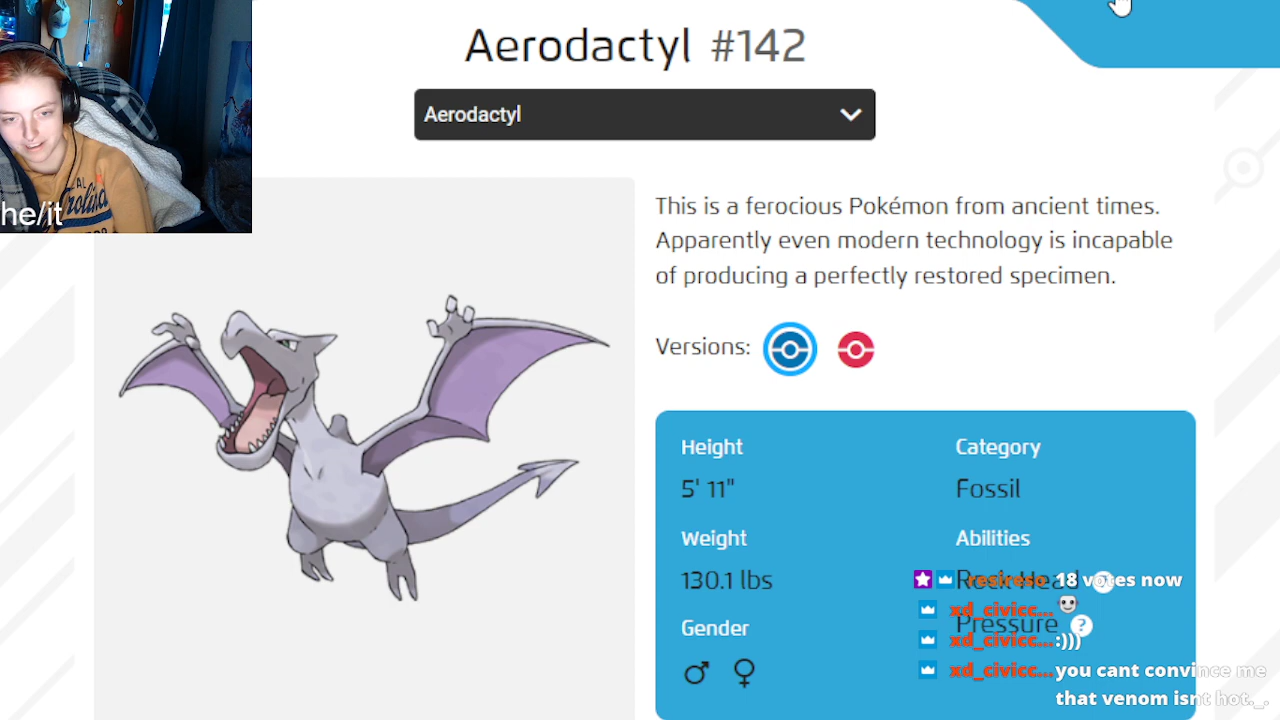 Aerodactyl #142
Aerodactyl
he/it
This is a ferocious Pokémon from ancient times.
Apparently even modern technology is incapable
of producing a perfectly restored specimen.
Versions:
Height
5' 11"
Weight
130.1 lbs
Gender
Category
Fossil
Abilities
Rock Head
Pressure ?
18 votes now
xd_civicc...
xd_civicc... :)))
xd_civicc... you cant convince me
that venom isnt hot._.